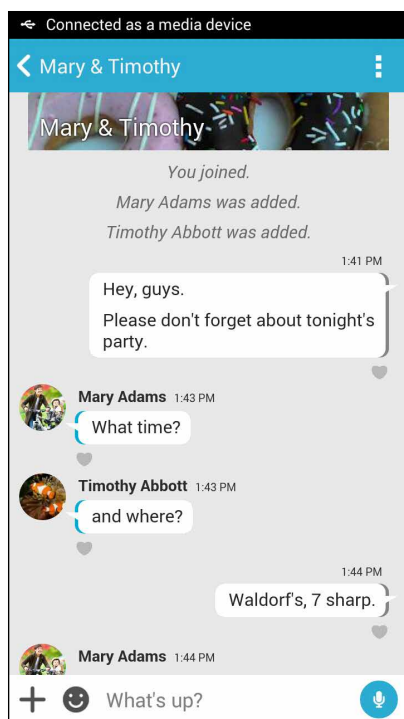 Connected as a media device
Mary & Timothy
Mary & Timothy
You joined.
Mary Adams was added.
Timothy Abbott was added.
1:41 PM
Hey, guys.
Please don't forget about tonight's
party.
Mary Adams 1:43 PM
What time?
Timothy Abbott 1:43 PM
and where?
1:44 PM
Waldorf's, 7 sharp.
Mary Adams 1:44 PM
What's up?